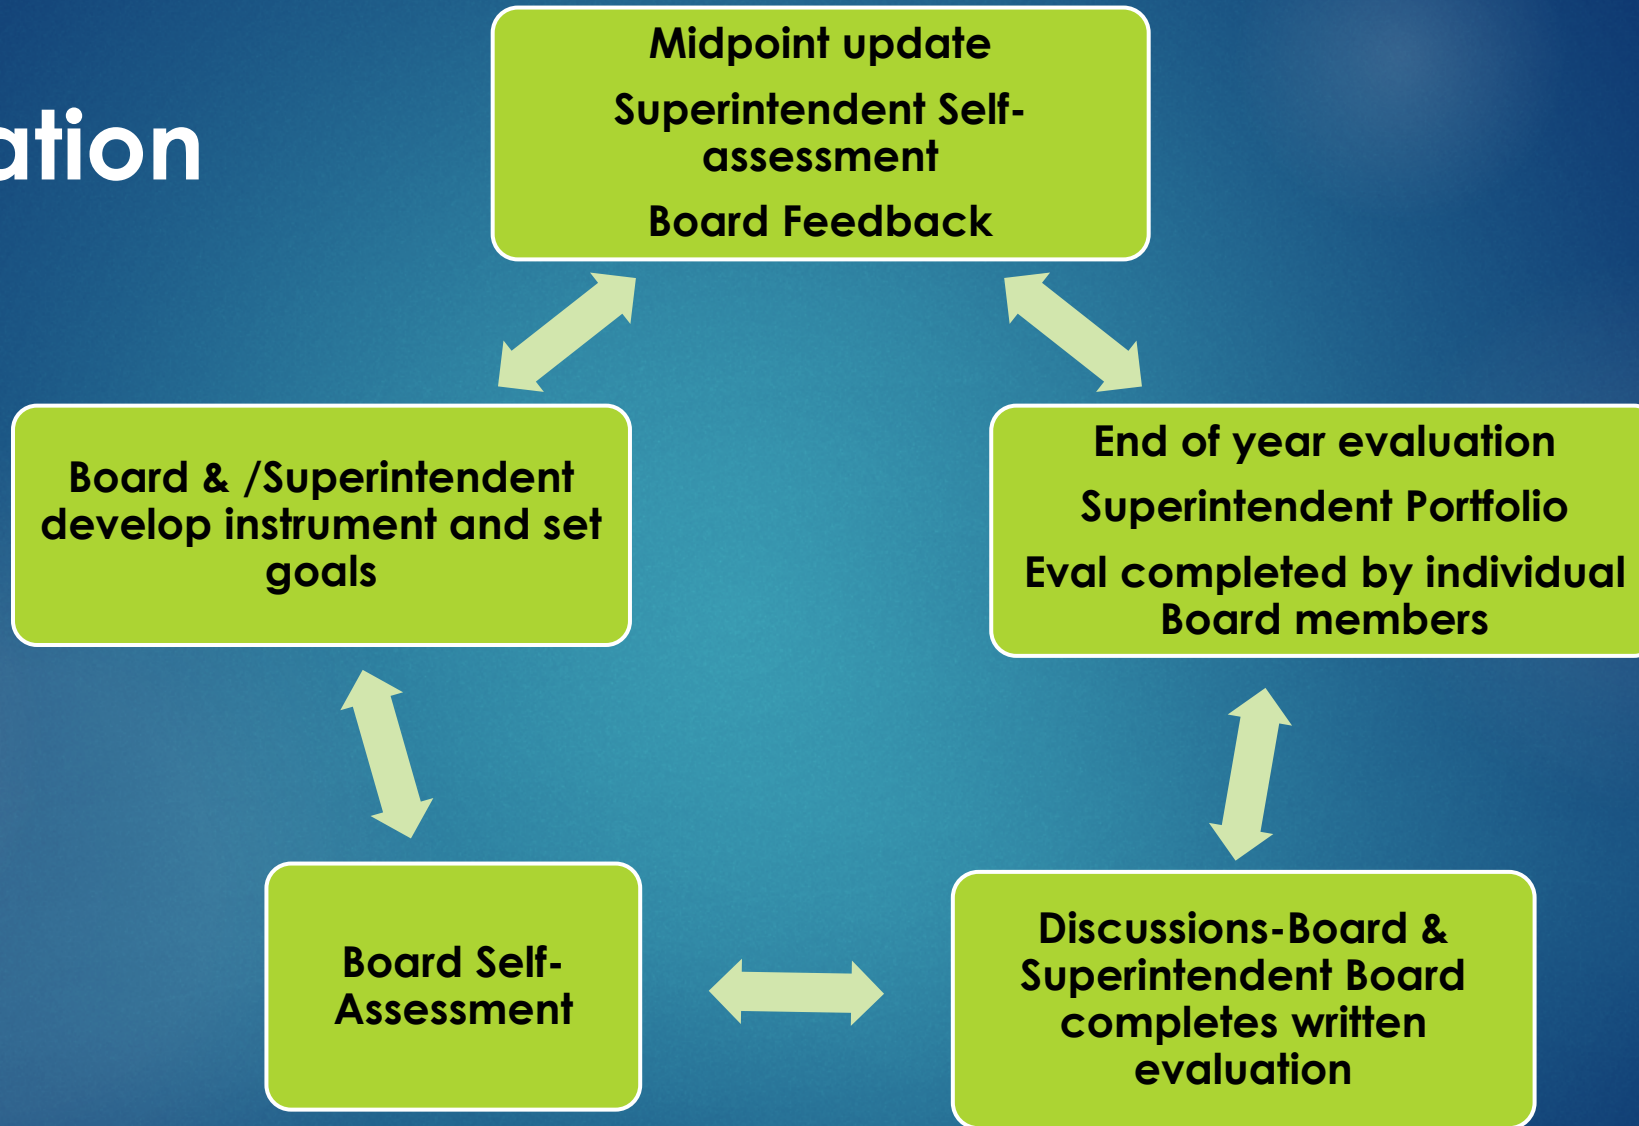 ation
Midpoint update
Superintendent Self-
assessment
Board Feedback
Board & /Superintendent
develop instrument and set
goals
End of year evaluation
Superintendent Portfolio
Eval completed by individual
Board members
Board Self-
Assessment
Discussions-Board &
Superintendent Board
completes written
evaluation